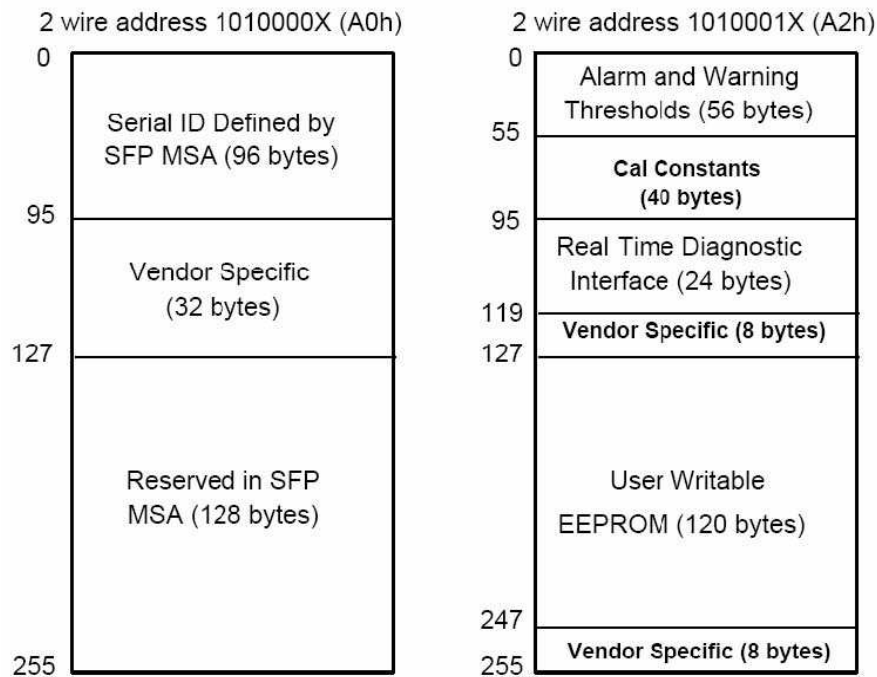 2 wire address 1010000X (A0h)
0
Serial ID Defined by
SFP MSA (96 bytes)
95
Vendor Specific
(32 bytes)
127
Reserved in SFP
MSA (128 bytes)
255
2 wire address 1010001X (A2h)
0
Alarm and Warning
Thresholds (56 bytes)
55
Cal Constants
(40 bytes)
95
Real Time Diagnostic
Interface (24 bytes)
119
Vendor Specific (8 bytes)
127
User Writable
EEPROM (120 bytes)
247
Vendor Specific (8 bytes)
255